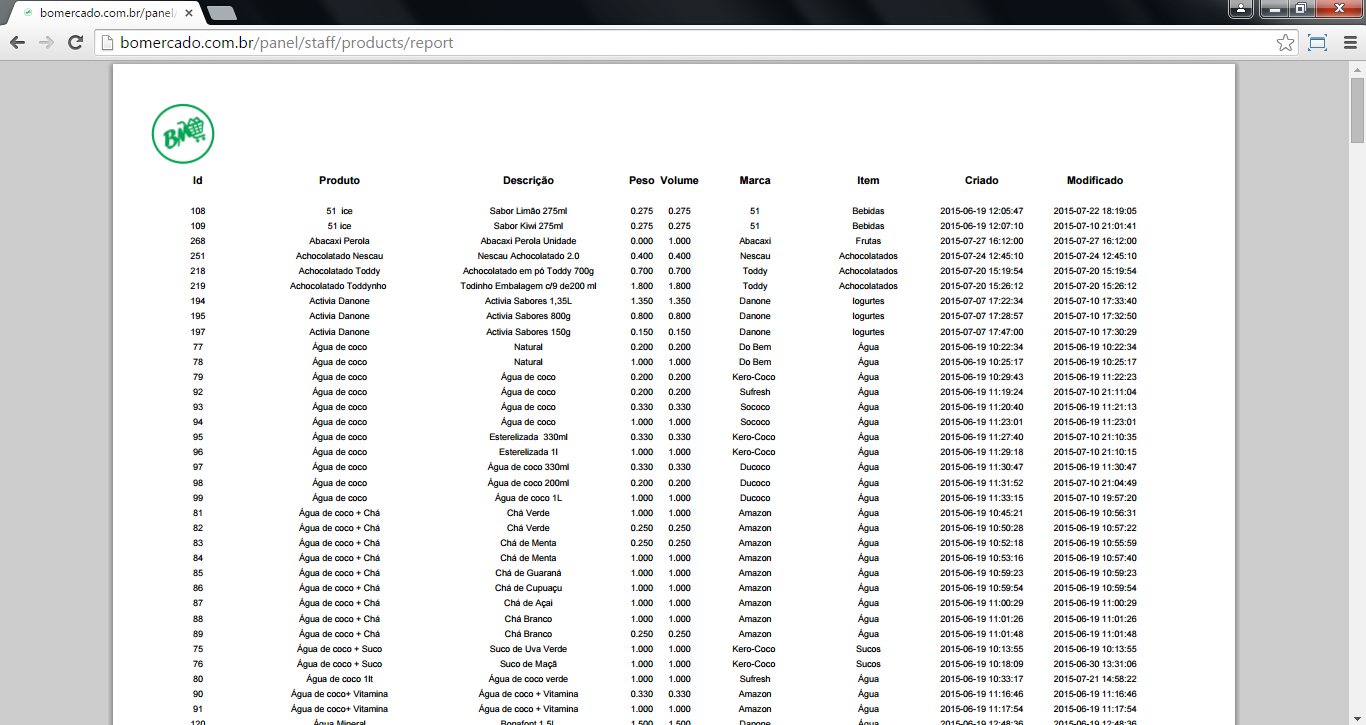 bomercado.com.br/panel/
bomercado.com.br/panel/staff/products/report
BM
Id Produto Descrição Peso Volume Marca Item Criado Modificado
108 51 ice Sabor Limão 275ml 0.275 0.275 51 Bebidas 2015-06-19 12:05:47 2015-07-22 18:19:05
109 51 ice Sabor Kiwi 275ml 0.275 0.275 51 Bebidas 2015-06-19 12:07:10 2015-07-10 21:01:41
268 Abacaxi Perola Abacaxi Perola Unidade 0.000 1.000 Abacaxi Frutas 2015-07-27 16:12:00 2015-07-27 16:12:00
251 Achocolatado Nescau Nescau Achocolatado 2.0 0.400 0.400 Nescau Achocolatados 2015-07-24 12:45:10 2015-07-24 12:45:10
218 Achocolatado Toddy Achocolatado em pó Toddy 700g 0.700 0.700 Toddy Achocolatados 2015-07-20 15:19:54 2015-07-20 15:19:54
219 Achocolatado Toddynho Todinho Embalagem c/9 de200 ml 1.800 1.800 Toddy Achocolatados 2015-07-20 15:26:12 2015-07-20 15:26:12
194 Activia Danone Activia Sabores 1,35L 1.350 1.350 Danone Iogurtes 2015-07-07 17:22:34 2015-07-10 17:33:40
195 Activia Danone Activia Sabores 800g 0.800 0.800 Danone Iogurtes 2015-07-07 17:28:57 2015-07-10 17:32:50
197 Activia Danone Activia Sabores 150g 0.150 0.150 Danone Iogurtes 2015-07-07 17:47:00 2015-07-10 17:30:29
77 Água de coco Natural 0.200 0.200 Do Bem Água 2015-06-19 10:22:34 2015-06-19 10:22:34
78 Água de coco Natural 1.000 1.000 Do Bem Água 2015-06-19 10:25:17 2015-06-19 10:25:17
79 Água de coco Água de coco 0.200 0.200 Kero-Coco Água 2015-06-19 10:29:43 2015-06-19 11:22:23
92 Água de coco Água de coco 0.200 0.200 Sufresh Água 2015-06-19 11:19:24 2015-07-10 21:11:04
93 Água de coco Água de coco 0.330 0.330 Sococo Água 2015-06-19 11:20:40 2015-06-19 11:21:13
94 Água de coco Água de coco 1.000 1.000 Sococo Água 2015-06-19 11:23:01 2015-06-19 11:23:01
95 Água de coco Esterelizada 330ml 0.330 0.330 Kero-Coco Água 2015-06-19 11:27:40 2015-07-10 21:10:35
96 Água de coco Esterelizada 1l 1.000 1.000 Kero-Coco Água 2015-06-19 11:29:18 2015-07-10 21:10:15
97 Água de coco Água de coco 330ml 0.330 0.330 Ducoco Água 2015-06-19 11:30:47 2015-06-19 11:30:47
98 Água de coco Água de coco 200ml 0.200 0.200 Ducoco Água 2015-06-19 11:31:52 2015-07-10 21:04:49
99 Água de coco Água de coco 1L 1.000 1.000 Ducoco Água 2015-06-19 11:33:15 2015-07-10 19:57:20
81 Água de coco + Chá Chá Verde 1.000 1.000 Amazon Água 2015-06-19 10:45:21 2015-06-19 10:56:31
82 Água de coco + Chá Chá Verde 0.250 0.250 Amazon Água 2015-06-19 10:50:28 2015-06-19 10:57:22
83 Água de coco + Chá Chá de Menta 0.250 0.250 Amazon Água 2015-06-19 10:52:18 2015-06-19 10:55:59
84 Água de coco + Chá Chá de Menta 1.000 1.000 Amazon Água 2015-06-19 10:53:16 2015-06-19 10:57:40
85 Água de coco + Chá Chá de Guaraná 1.000 1.000 Amazon Água 2015-06-19 10:59:23 2015-06-19 10:59:23
86 Água de coco + Chá Chá de Cupuaçu 1.000 1.000 Amazon Água 2015-06-19 10:59:54 2015-06-19 10:59:54
87 Água de coco + Chá Chá de Açai 1.000 1.000 Amazon Água 2015-06-19 11:00:29 2015-06-19 11:00:29
88 Água de coco + Chá Chá Branco 1.000 1.000 Amazon Água 2015-06-19 11:01:26 2015-06-19 11:01:26
89 Água de coco + Chá Chá Branco 0.250 0.250 Amazon Água 2015-06-19 11:01:48 2015-06-19 11:01:48
75 Água de coco + Suco Suco de Uva Verde 1.000 1.000 Kero-Coco Sucos 2015-06-19 10:13:55 2015-06-19 10:13:55
76 Água de coco + Suco Suco de Maçã 1.000 1.000 Kero-Coco Sucos 2015-06-19 10:18:09 2015-06-30 13:31:06
80 Água de coco 1lt Água de coco verde 1.000 1.000 Sufresh Água 2015-06-19 10:33:17 2015-07-21 14:58:22
90 Água de coco+ Vitamina Água de coco + Vitamina 0.330 0.330 Amazon Água 2015-06-19 11:16:46 2015-06-19 11:16:46
91 Água de coco+ Vitamina Água de coco + Vitamina 1.000 1.000 Amazon Água 2015-06-19 11:17:54 2015-06-19 11:17:54
120 Água Mineral Bonafont 1,5L 1.500 1.500 Danone Água 2015-06-19 12:48:36 2015-06-19 12:48:36